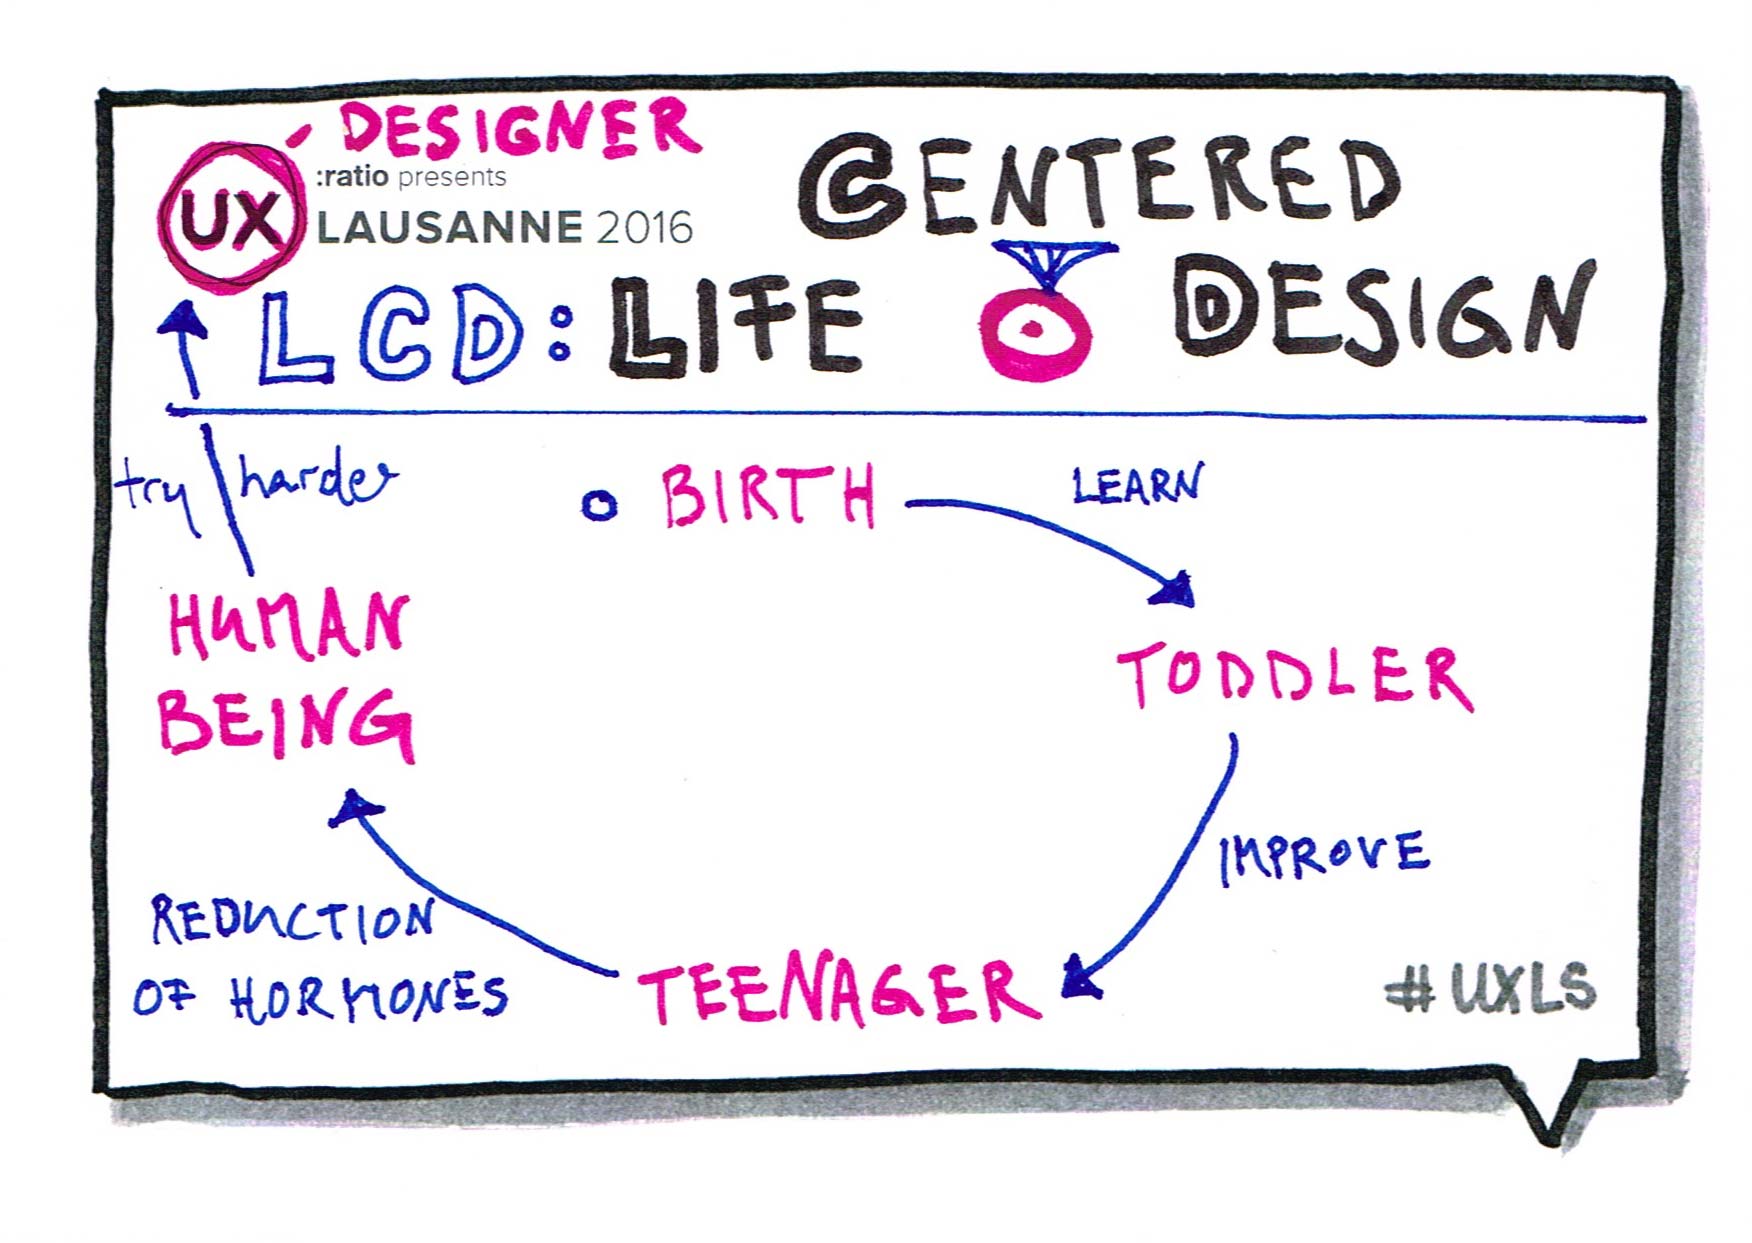 DESIGNER
UX
:ratio presents
LAUSANNE 2016
CENTERED
LCD: LIFE DESIGN
try harder
BIRTH
LEARN
HUMAN
BEING
TODDLER
IMPROVE
REDUCTION
OF HORMONES
TEENAGER
#UXLS